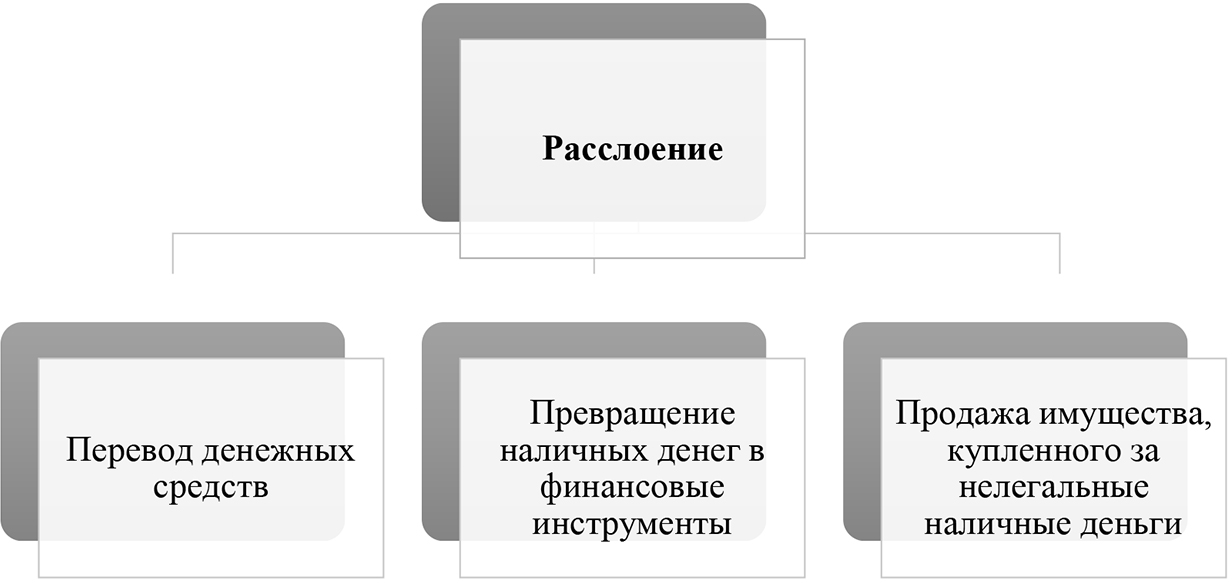 Расслоение
Перевод денежных
средств
Превращение
наличных денег в
финансовые
инструменты
Продажа имущества,
купленного за
нелегальные
наличные деньги